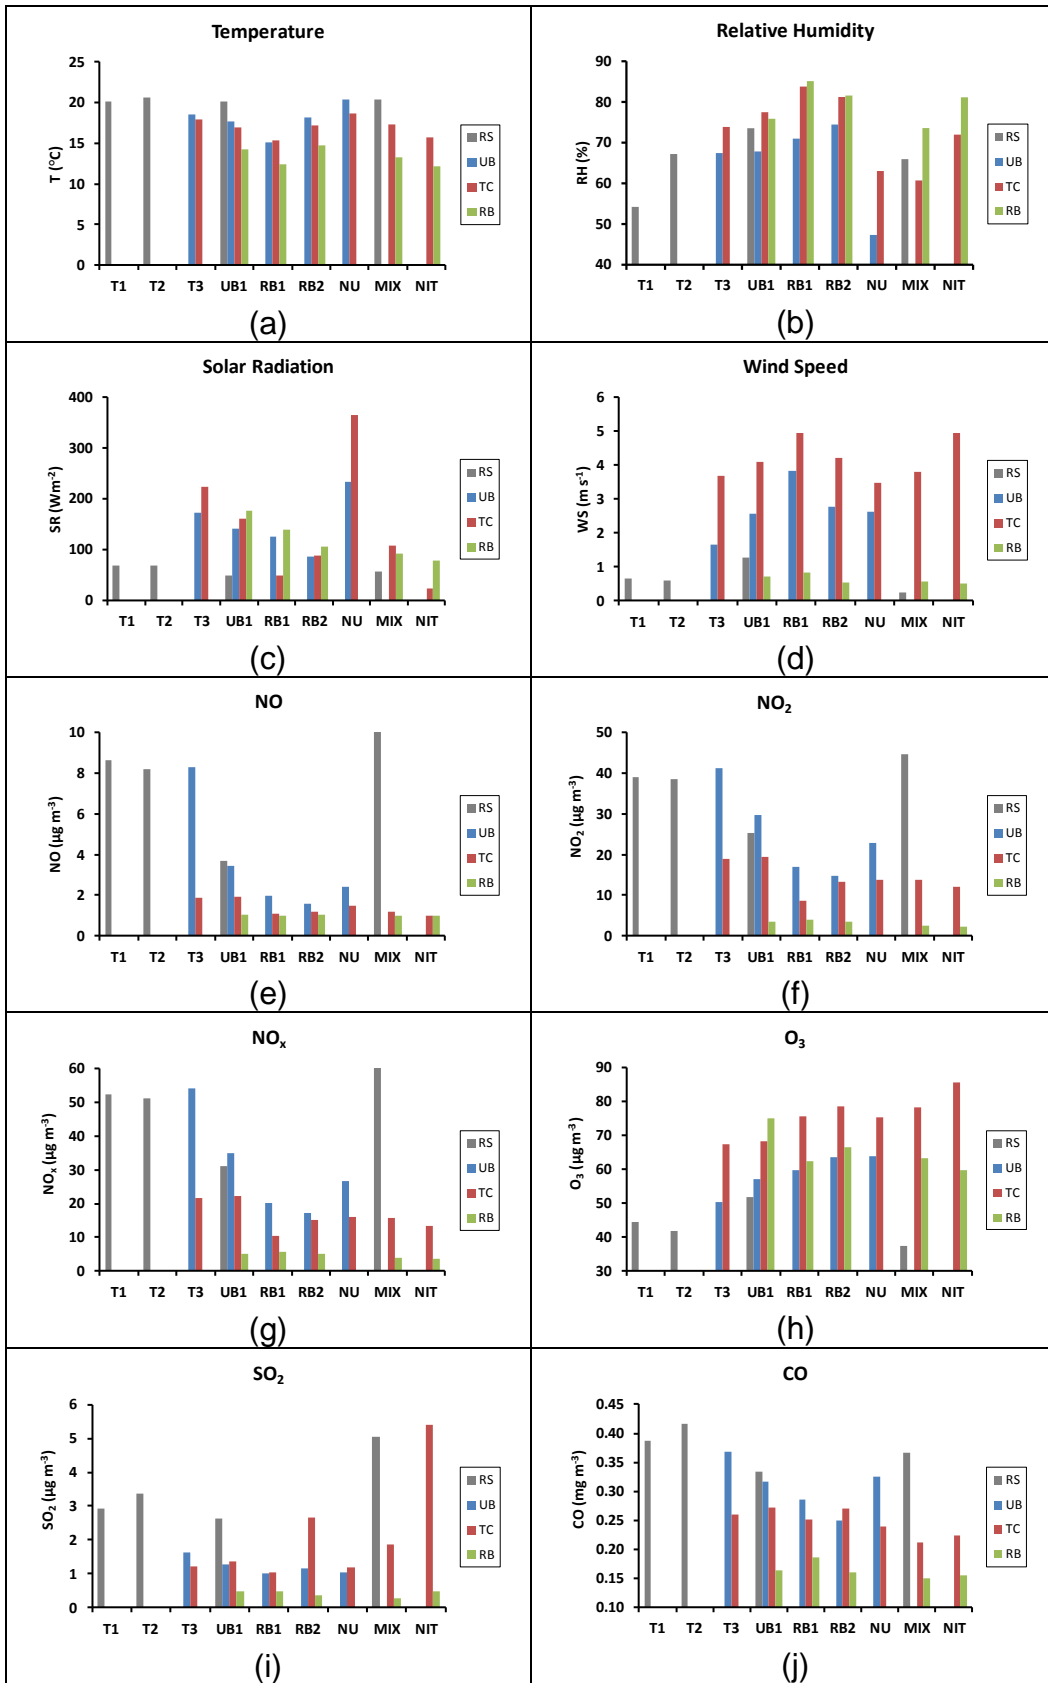 Temperature
T (°C)
25
20
15
10
5
0
T1 T2 T3 UB1 RB1 RB2 NU MIX NIT
RS
UB
TC
RB
(a)
Relative Humidity
RH (%)
90
80
70
60
50
40
T1 T2 T3 UB1 RB1 RB2 NU MIX NIT
RS
UB
TC
RB
(b)
Solar Radiation
SR (Wm⁻²)
400
300
200
100
0
T1 T2 T3 UB1 RB1 RB2 NU MIX NIT
RS
UB
TC
RB
(c)
Wind Speed
WS (m s⁻¹)
6
5
4
3
2
1
0
T1 T2 T3 UB1 RB1 RB2 NU MIX NIT
RS
UB
TC
RB
(d)
NO
NO (µg m⁻³)
10
8
6
4
2
0
T1 T2 T3 UB1 RB1 RB2 NU MIX NIT
RS
UB
TC
RB
(e)
NO₂
NO₂ (µg m⁻³)
50
40
30
20
10
0
T1 T2 T3 UB1 RB1 RB2 NU MIX NIT
RS
UB
TC
RB
(f)
NOₓ
NOₓ (µg m⁻³)
60
50
40
30
20
10
0
T1 T2 T3 UB1 RB1 RB2 NU MIX NIT
RS
UB
TC
RB
(g)
O₃
O₃ (µg m⁻³)
90
80
70
60
50
40
30
T1 T2 T3 UB1 RB1 RB2 NU MIX NIT
RS
UB
TC
RB
(h)
SO₂
SO₂ (µg m⁻³)
6
5
4
3
2
1
0
T1 T2 T3 UB1 RB1 RB2 NU MIX NIT
RS
UB
TC
RB
(i)
CO
CO (mg m⁻³)
0.45
0.40
0.35
0.30
0.25
0.20
0.15
0.10
T1 T2 T3 UB1 RB1 RB2 NU MIX NIT
RS
UB
TC
RB
(j)